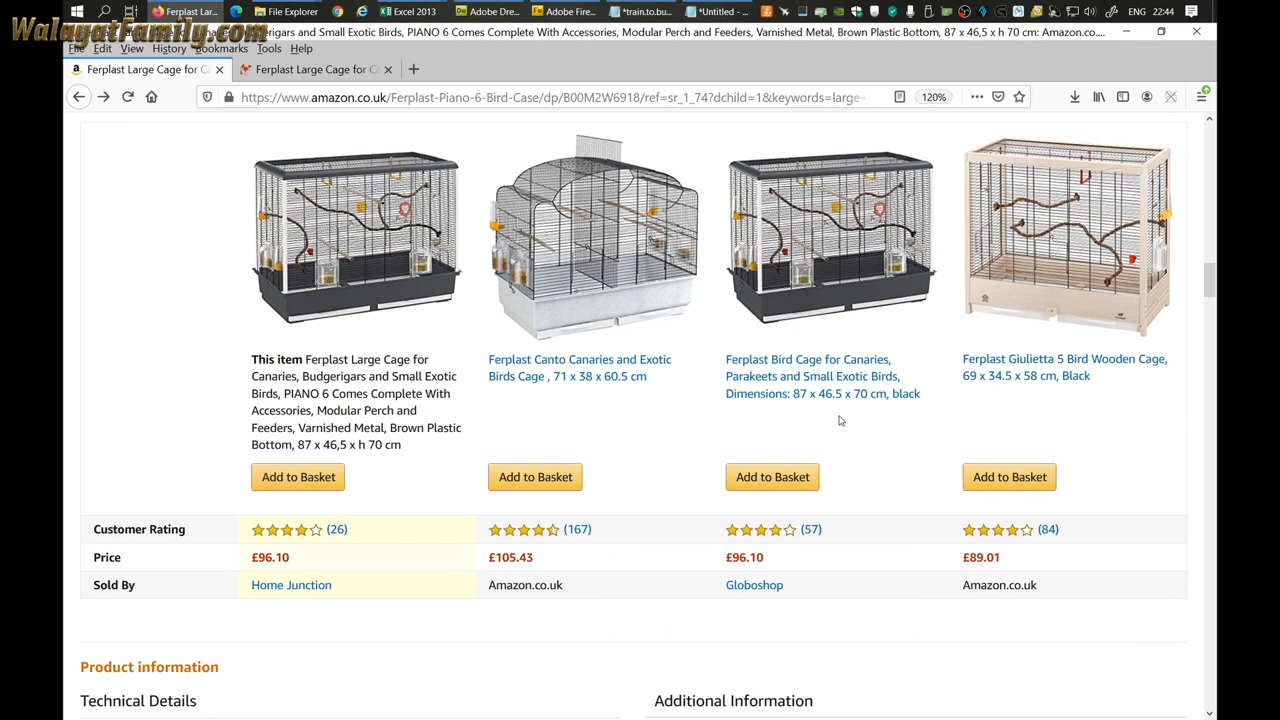 WalaggetFamily.com
Ferplast Lar...
File Explorer
Excel 2013
Adobe Dre...
Adobe Fire...
*train.to.bu...
*Untitled - ...
ENG 22:44
Budgerigars and Small Exotic Birds, PIANO 6 Comes Complete With Accessories, Modular Perch and Feeders, Varnished Metal, Brown Plastic Bottom, 87 x 46,5 x h 70 cm: Amazon.co....
File Edit View History Bookmarks Tools Help
Ferplast Large Cage for Ca
Ferplast Large Cage for C
https://www.amazon.co.uk/Ferplast-Piano-6-Bird-Case/dp/B00M2W6918/ref=sr_1_74?dchild=1&keywords=large-
120%
This item Ferplast Large Cage for
Canaries, Budgerigars and Small Exotic
Birds, PIANO 6 Comes Complete With
Accessories, Modular Perch and
Feeders, Varnished Metal, Brown Plastic
Bottom, 87 x 46,5 x h 70 cm
Ferplast Canto Canaries and Exotic
Birds Cage , 71 x 38 x 60.5 cm
Ferplast Bird Cage for Canaries,
Parakeets and Small Exotic Birds,
Dimensions: 87 x 46.5 x 70 cm, black
Ferplast Giulietta 5 Bird Wooden Cage,
69 x 34.5 x 58 cm, Black
Add to Basket
Add to Basket
Add to Basket
Add to Basket
Customer Rating (26) (167) (57) (84)
Price £96.10 £105.43 £96.10 £89.01
Sold By Home Junction Amazon.co.uk Globoshop Amazon.co.uk
Product information
Technical Details
Additional Information